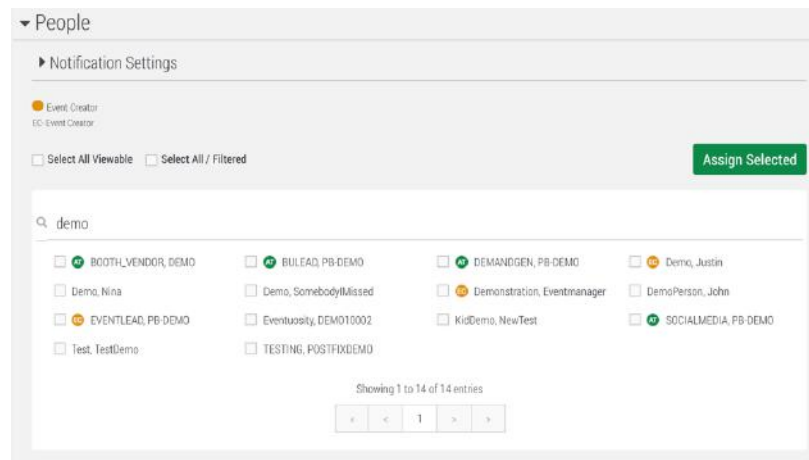 People
Notification Settings
Event Creator
EC- Event Creator
Select All Viewable Select All / Filtered Assign Selected
demo
AT BOOTH_VENDOR, DEMO AT BULEAD, PB-DEMO AT DEMANDGEN, PB-DEMO EC Demo, Justin
Demo, Nina Demo, SomebodyIMissed EC Demonstration, Eventmanager DemoPerson, John
EC EVENTLEAD, PB-DEMO Eventuosity, DEMO10002 KidDemo, NewTest AT SOCIALMEDIA, PB-DEMO
Test, TestDemo TESTING, POSTFIXDEMO
Showing 1 to 14 of 14 entries
« < 1 > »